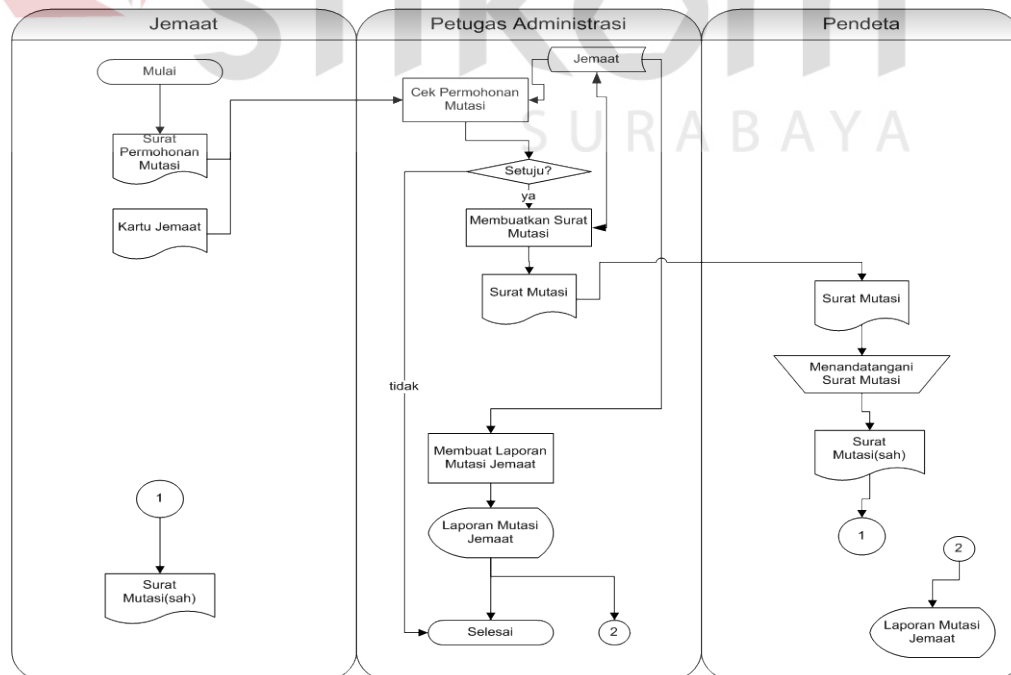 STIKOM
SURABAYA
Jemaat
Petugas Administrasi
Pendeta
Mulai
Surat
Permohonan
Mutasi
Kartu Jemaat
1
Surat
Mutasi(sah)
Jemaat
Cek Permohonan
Mutasi
Setuju?
ya
Membuatkan Surat
Mutasi
Surat Mutasi
tidak
Membuat Laporan
Mutasi Jemaat
Laporan Mutasi
Jemaat
Selesai
2
Surat Mutasi
Menandatangani
Surat Mutasi
Surat
Mutasi(sah)
1
2
Laporan Mutasi
Jemaat